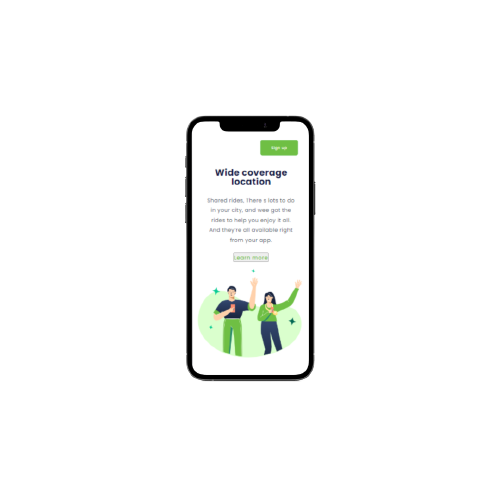 Sign up
Wide coverage
location
Shared rides, There s lots to do
in your city, and wee got the
rides to help you enjoy it all.
And they're all available right
from your app.
Learn more